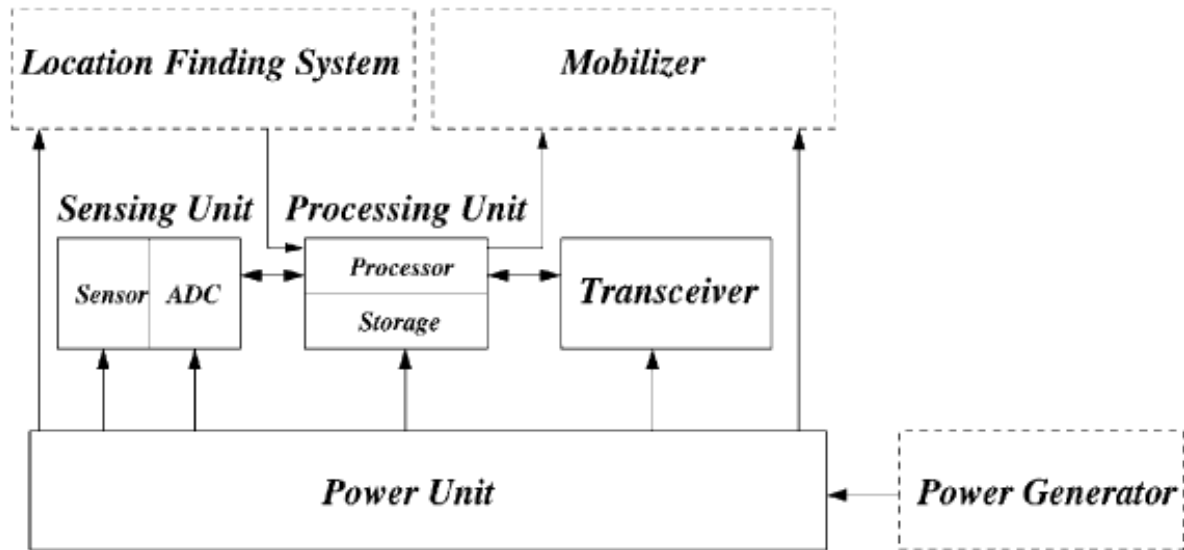 Location Finding System
Mobilizer
Sensing Unit
Processing Unit
Sensor
ADC
Processor
Storage
Transceiver
Power Unit
Power Generator